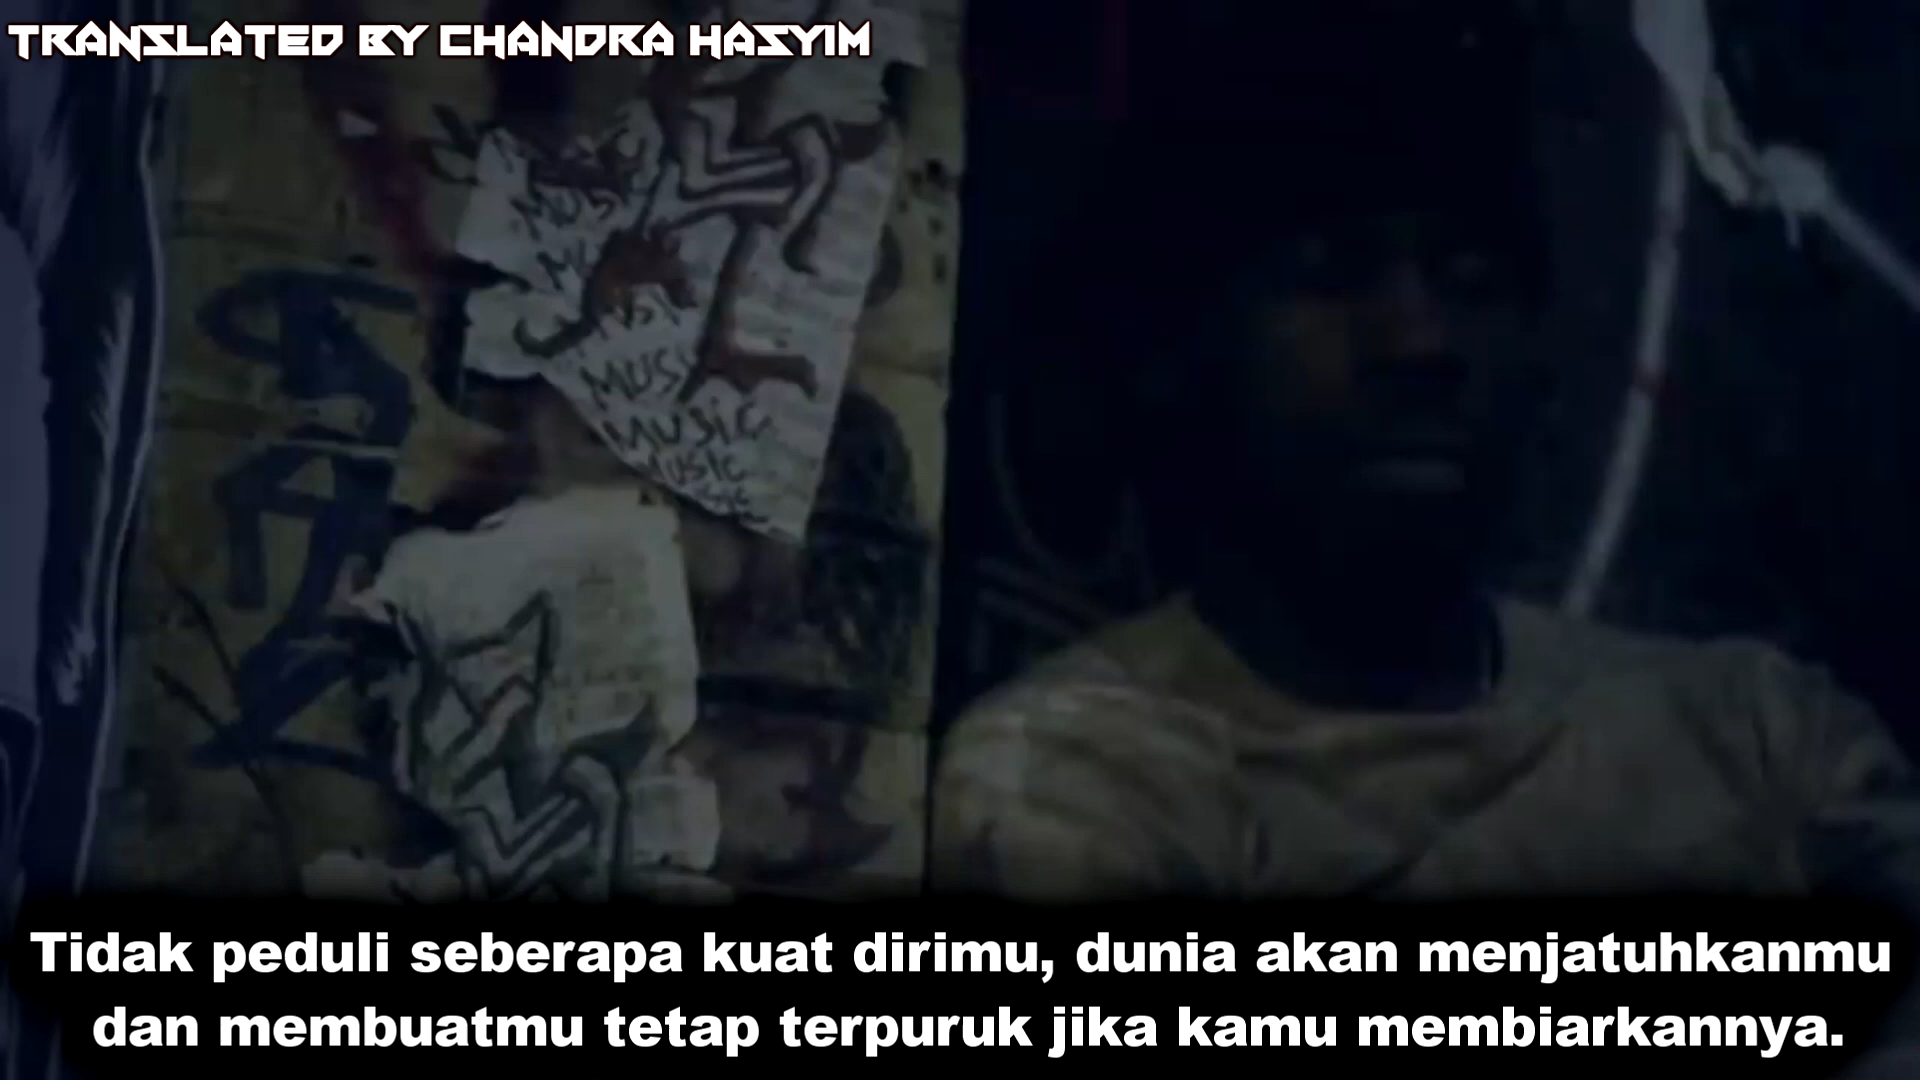 TRANSLATED BY CHANDRA HASYIM
MUSIC
MUSIC
MUSIC
Tidak peduli seberapa kuat dirimu, dunia akan menjatuhkanmu
dan membuatmu tetap terpuruk jika kamu membiarkannya.